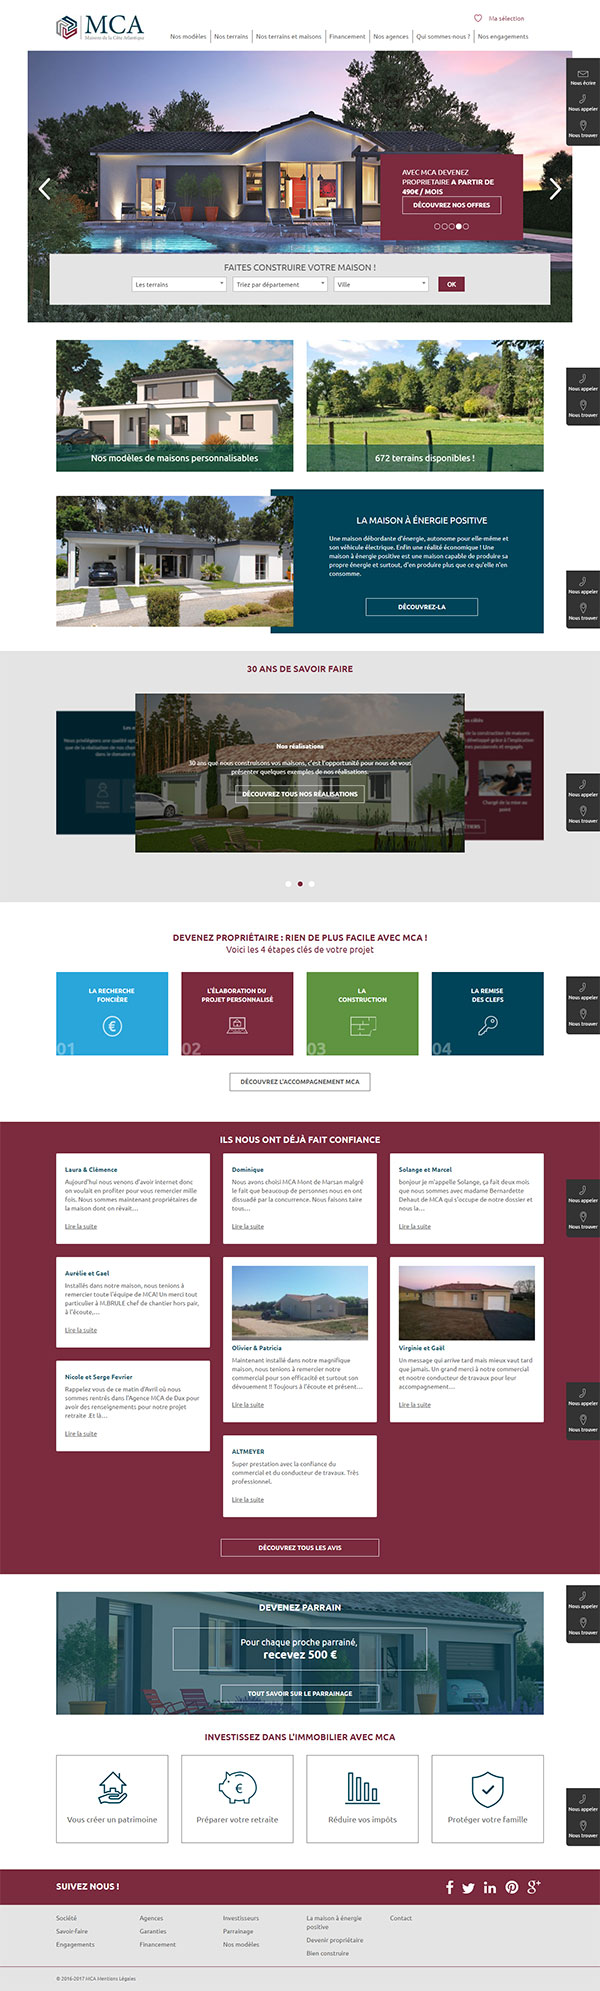 MCA
Maisons de la Côte Atlantique
Ma sélection
Nos modèles
Nos terrains
Nos terrains et maisons
Financement
Nos agences
Qui sommes-nous ?
Nos engagements
Nous écrire
Nous appeler
Nous trouver
AVEC MCA DEVENEZ
PROPRIETAIRE A PARTIR DE
490€ / MOIS
DÉCOUVREZ NOS OFFRES
FAITES CONSTRUIRE VOTRE MAISON !
Les terrains
Triez par département
Ville
OK
Nos modèles de maisons personnalisables
672 terrains disponibles !
Nous appeler
Nous trouver
LA MAISON À ÉNERGIE POSITIVE
Une maison débordante d'énergie, autonome pour elle-même et
son véhicule électrique. Enfin une réalité économique ! Une
maison à énergie positive est une maison capable de produire sa
propre énergie et surtout, d'en produire plus que ce qu'elle n'en
consomme.
DÉCOUVREZ-LA
Nous appeler
Nous trouver
30 ANS DE SAVOIR FAIRE
Nos réalisations
30 ans que nous construisons vos maisons, c'est l'opportunité pour nous de vous
présenter quelques exemples de nos réalisations.
DÉCOUVREZ TOUS NOS RÉALISATIONS
de la construction de maisons
développé grâce à l'implication
Chargé de la mise au
point
Nous appeler
Nous trouver
DEVENEZ PROPRIÉTAIRE : RIEN DE PLUS FACILE AVEC MCA !
Voici les 4 étapes clés de votre projet
LA RECHERCHE
FONCIÈRE
01
L'ÉLABORATION DU
PROJET PERSONNALISÉ
02
LA
CONSTRUCTION
03
LA REMISE
DES CLEFS
04
Nous appeler
Nous trouver
DÉCOUVREZ L'ACCOMPAGNEMENT MCA
ILS NOUS ONT DÉJÀ FAIT CONFIANCE
Laura & Clémence
Aujourd'hui nous venons d'avoir Internet donc
on voulait en profiter pour vous remercier mille
fois. Nous sommes maintenant propriétaires de
la maison dont on rêvait…
Lire la suite
Dominique
Nous avons choisi MCA Mont de Marsan malgré
le fait que beaucoup de personnes nous en ont
dissuadé par la concurrence. Nous faisons taire
tous…
Lire la suite
Solange et Marcel
bonjour je m'appelle Solange, ça fait deux mois
que nous sommes avec madame Bernardette
Dehaut de MCA qui s'occupe de notre dossier et
nous la…
Lire la suite
Nous appeler
Nous trouver
Aurélie et Gael
Installés dans notre maison, nous tenions à
remercier toute l'équipe de MCA! Un merci tout
particulier à M.BRULE chef de chantier hors pair,
à l'écoute,…
Lire la suite
Olivier & Patricia
Maintenant installé dans notre magnifique
maison, nous tenions à remercier notre
commercial pour son efficacité et surtout son
dévouement !! Toujours à l'écoute et présent…
Lire la suite
Virginie et Gaël
Un message qui arrive tard mais mieux vaut tard
que jamais. Un grand merci à notre commercial
et nootre conducteur de travaux pour leur
accompagnement…
Lire la suite
Nicole et Serge Fevrier
Rappelez vous de ce matin d'Avril où nous
sommes rentrés dans l'Agence MCA de Dax pour
avoir des renseignements pour notre projet
retraite .Et là…
Lire la suite
Nous appeler
Nous trouver
ALTMEYER
Super prestation avec la confiance du
commercial et du conducteur de travaux. Très
professionnel.
Lire la suite
DÉCOUVREZ TOUS LES AVIS
DEVENEZ PARRAIN
Pour chaque proche parrainé,
recevez 500 €
TOUT SAVOIR SUR LE PARRAINAGE
Nous appeler
Nous trouver
INVESTISSEZ DANS L'IMMOBILIER AVEC MCA
Vous créer un patrimoine
Préparer votre retraite
Réduire vos impôts
Protéger votre famille
Nous appeler
Nous trouver
SUIVEZ NOUS !
Société
Savoir-faire
Engagements
Agences
Garanties
Financement
Investisseurs
Parrainage
Nos modèles
La maison à énergie
positive
Devenir propriétaire
Bien construire
Contact
© 2016-2017 MCA Mentions Légales